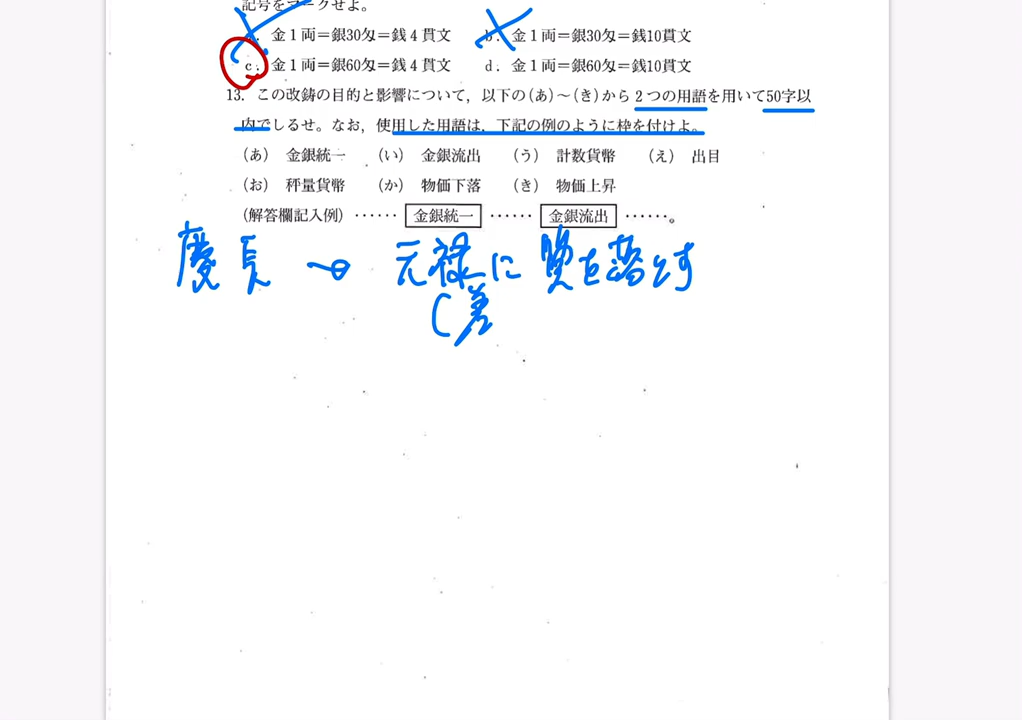 記号をマークせよ。
金1両=銀30匁=銭4貫文 b. 金1両=銀30匁=銭10貫文
c. 金1両=銀60匁=銭4貫文 d. 金1両=銀60匁=銭10貫文
13. この改鋳の目的と影響について，以下の(あ)〜(き)から2つの用語を用いて50字以
内でしるせ。なお，使用した用語は，下記の例のように枠を付けよ。
(あ) 金銀統一 (い) 金銀流出 (う) 計数貨幣 (え) 出目
(お) 秤量貨幣 (か) 物価下落 (き) 物価上昇
(解答欄記入例) ⋯⋯ 金銀統一 ⋯⋯ 金銀流出 ⋯⋯。
慶長 → 元禄に 質を落とす
(差